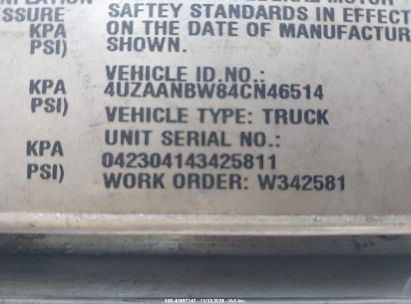 SSURE SAFTEY STANDARDS IN EFFECT
KPA ON THE DATE OF MANUFACTUR
PSI) SHOWN.
VEHICLE ID.NO.:
KPA 4UZAANBW84CN46514
PSI)
VEHICLE TYPE: TRUCK
UNIT SERIAL NO.:
KPA 042304143425811
PSI) WORK ORDER: W342581